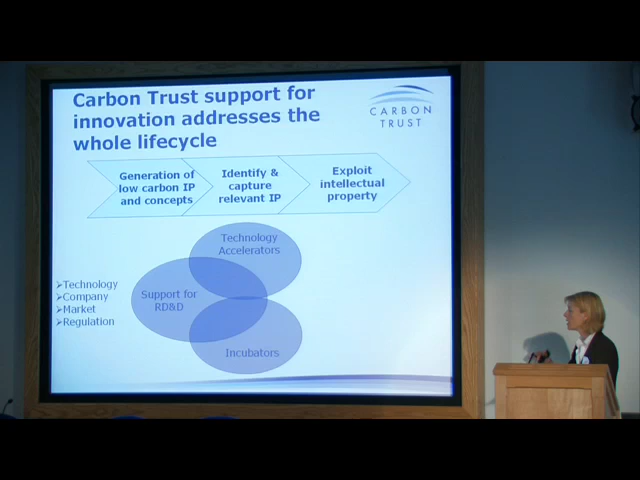 Carbon Trust support for
innovation addresses the
whole lifecycle
CARBON
TRUST
Generation of
low carbon IP
and concepts
Identify &
capture
relevant IP
Exploit
intellectual
property
Technology
Accelerators
Support for
RD&D
Incubators
➢Technology
➢Company
➢Market
➢Regulation